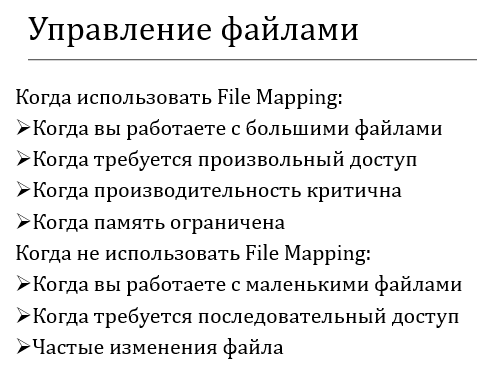 Управление файлами
Когда использовать File Mapping:
➢Когда вы работаете с большими файлами
➢Когда требуется произвольный доступ
➢Когда производительность критична
➢Когда память ограничена
Когда не использовать File Mapping:
➢Когда вы работаете с маленькими файлами
➢Когда требуется последовательный доступ
➢Частые изменения файла